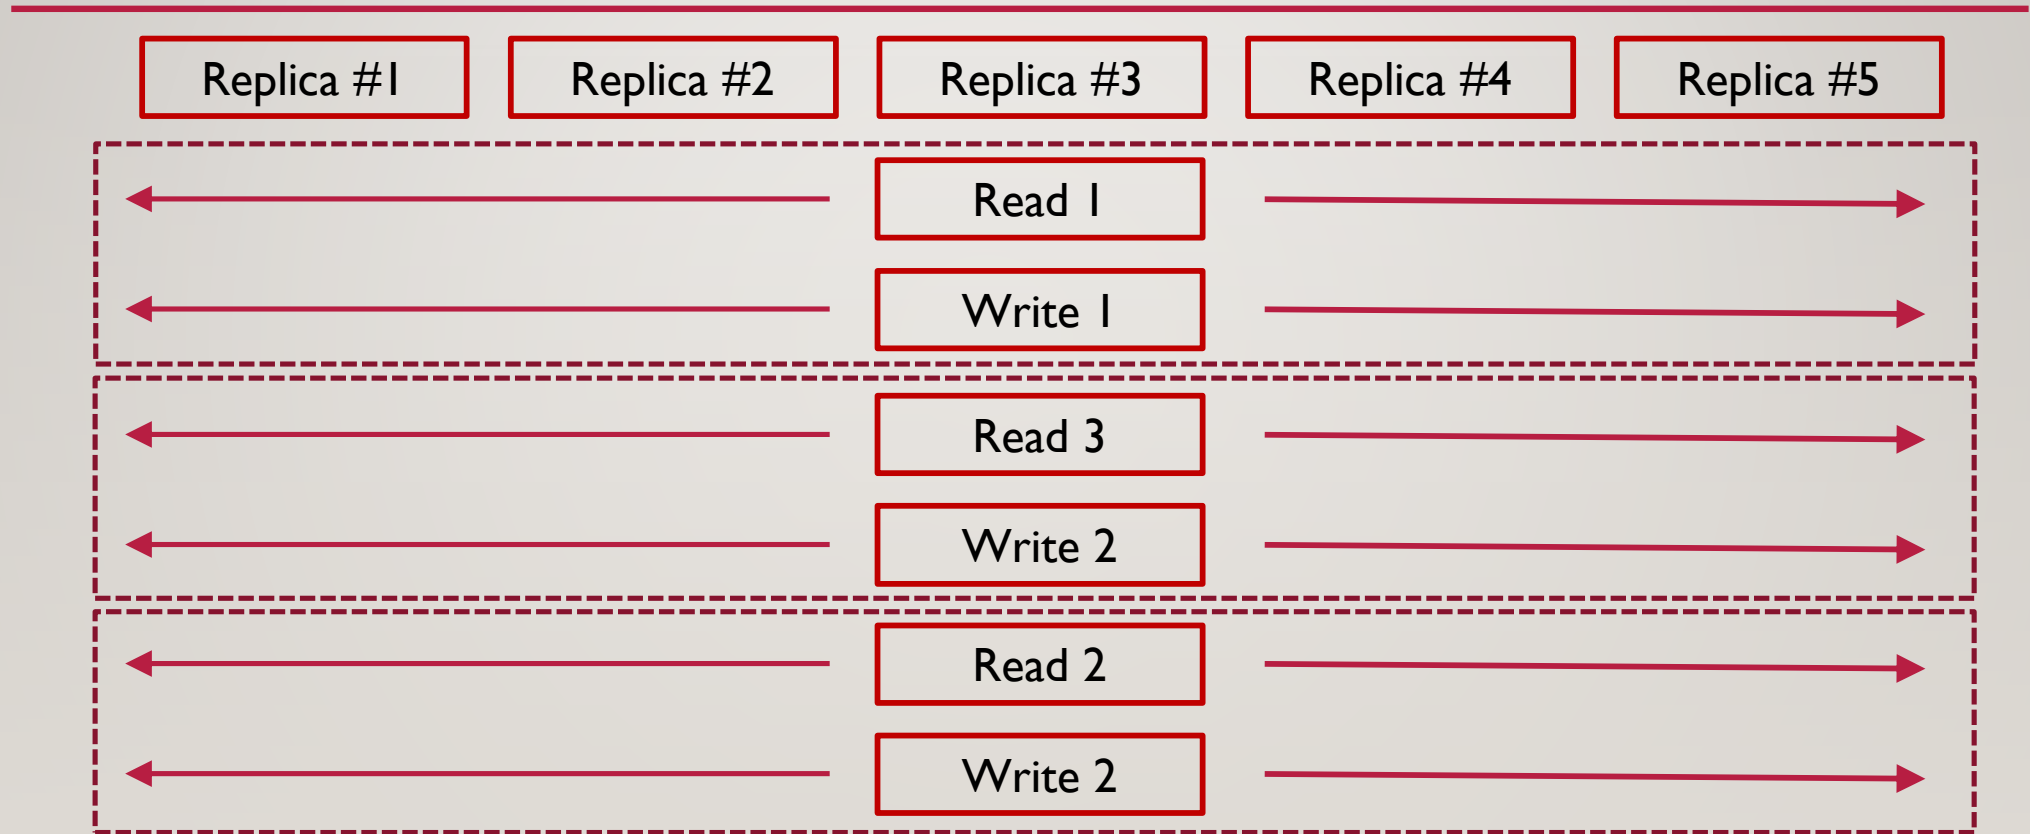 Replica #1 Replica #2 Replica #3 Replica #4 Replica #5
Read 1
Write 1
Read 3
Write 2
Read 2
Write 2